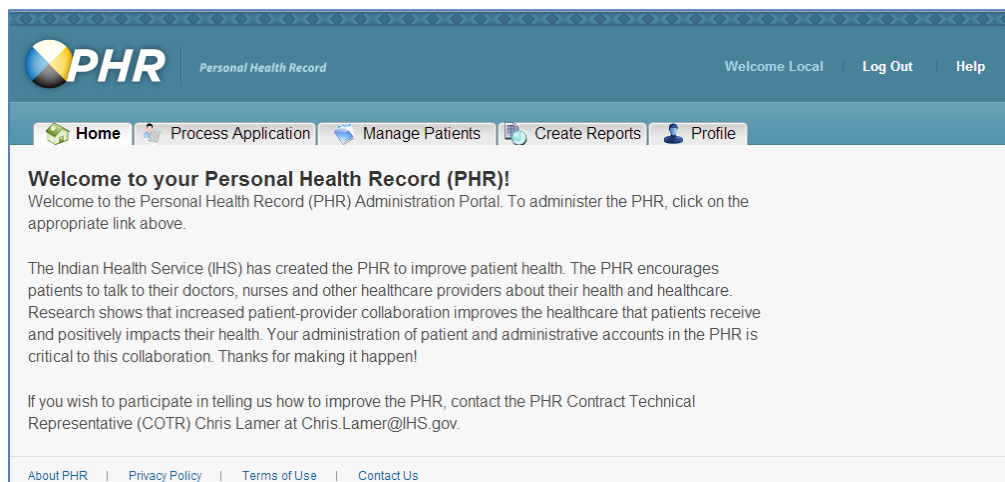 PHR Personal Health Record
Welcome Local | Log Out | Help
Home Process Application Manage Patients Create Reports Profile
Welcome to your Personal Health Record (PHR)!
Welcome to the Personal Health Record (PHR) Administration Portal. To administer the PHR, click on the
appropriate link above.
The Indian Health Service (IHS) has created the PHR to improve patient health. The PHR encourages
patients to talk to their doctors, nurses and other healthcare providers about their health and healthcare.
Research shows that increased patient-provider collaboration improves the healthcare that patients receive
and positively impacts their health. Your administration of patient and administrative accounts in the PHR is
critical to this collaboration. Thanks for making it happen!
If you wish to participate in telling us how to improve the PHR, contact the PHR Contract Technical
Representative (COTR) Chris Lamer at Chris.Lamer@IHS.gov.
About PHR | Privacy Policy | Terms of Use | Contact Us